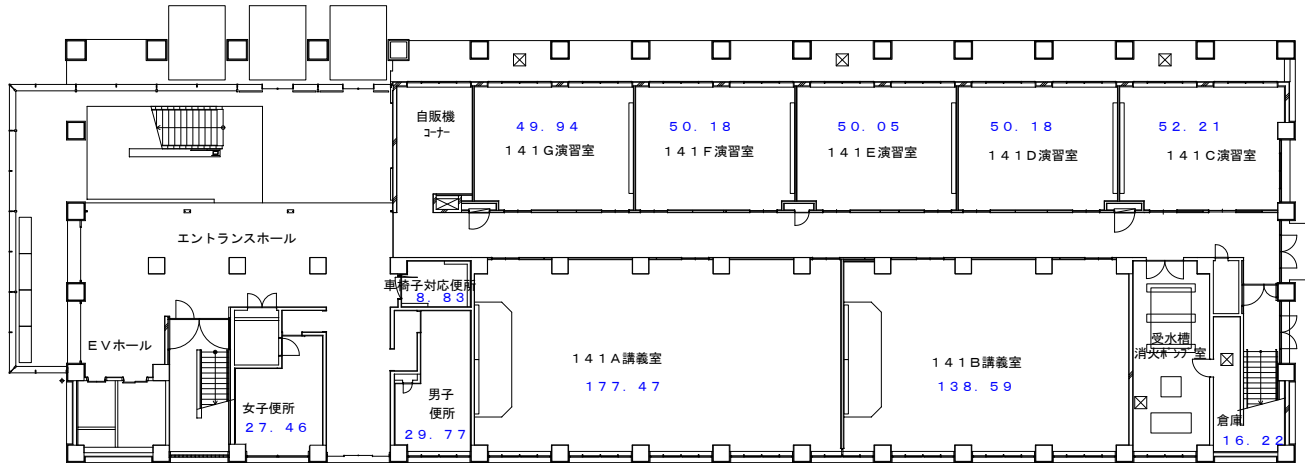 自販機
コーナー
49.94
141G演習室
50.18
141F演習室
50.05
141E演習室
50.18
141D演習室
52.21
141C演習室
エントランスホール
車椅子対応便所
8.83
EVホール
141A講義室
177.47
141B講義室
138.59
受水槽
消火ポンプ室
女子便所
27.46
男子
便所
29.77
倉庫
16.22